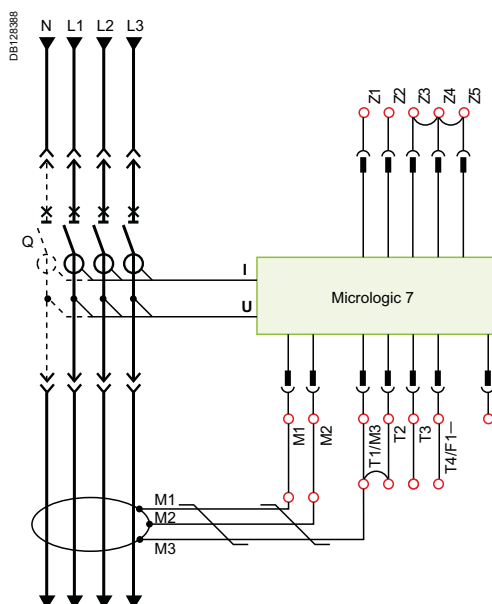 DB128388
N L1 L2 L3
Z1
Z2
Z3
Z4
Z5
Q
I
U
Micrologic 7
M1
M2
T1/M3
T2
T3
T4/F1–
M1
M2
M3